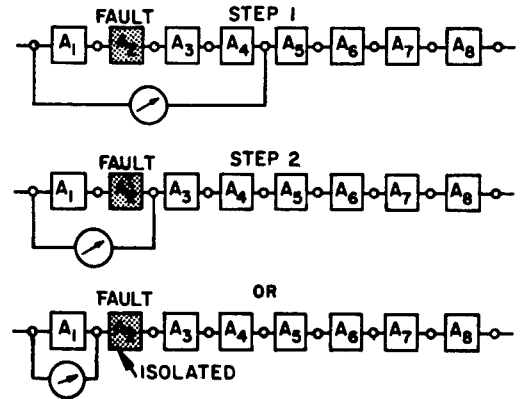 FAULT STEP 1
A1 A2 A3 A4 A5 A6 A7 A8
FAULT STEP 2
A1 A3 A4 A5 A6 A7 A8
FAULT OR
A1 A3 A4 A5 A6 A7 A8
ISOLATED